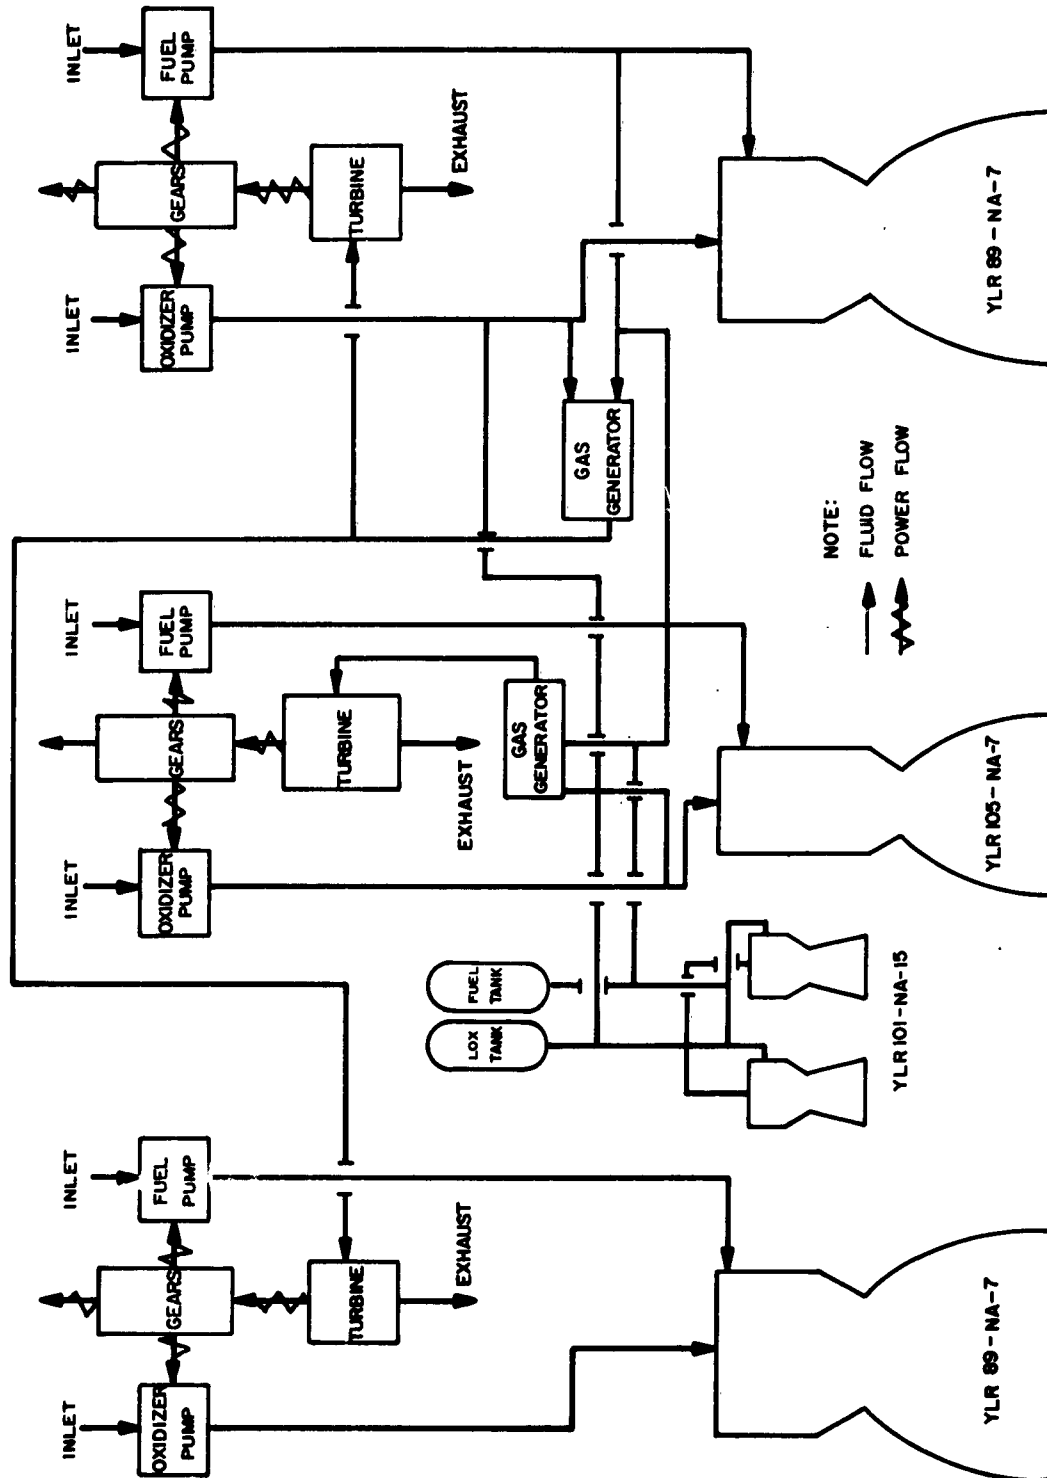 INLET
OXIDIZER
PUMP
GEARS
INLET
FUEL
PUMP
TURBINE
EXHAUST
YLR 89-NA-7
LOX
TANK
FUEL
TANK
YLR 101-NA-15
INLET
OXIDIZER
PUMP
GEARS
INLET
FUEL
PUMP
TURBINE
EXHAUST
GAS
GENERATOR
YLR 105-NA-7
INLET
OXIDIZER
PUMP
GEARS
INLET
FUEL
PUMP
TURBINE
EXHAUST
GAS
GENERATOR
YLR 89-NA-7
NOTE:
FLUID FLOW
POWER FLOW